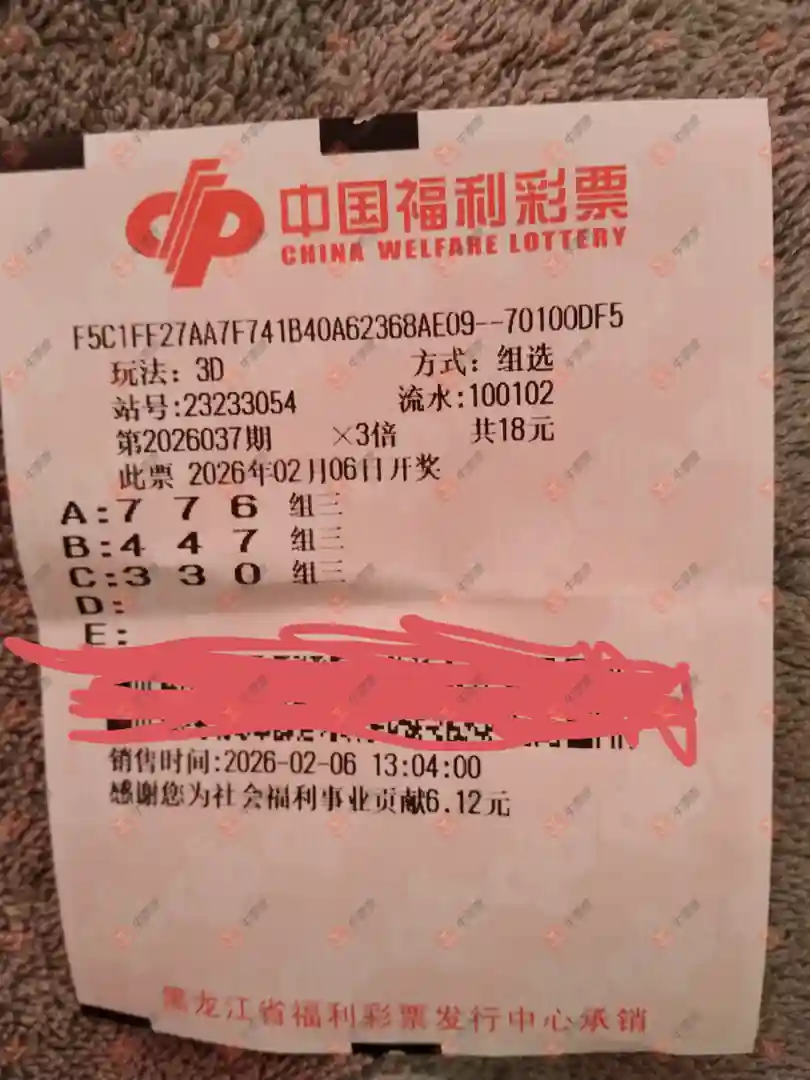 中国福利彩票
CHINA WELFARE LOTTERY
F5C1FF27AA7F741B40A62368AE09--70100DF5
玩法：3D 方式：组选
站号:23233054 流水:100102
第2026037期 ×3倍 共18元
此票 2026年02月06日开奖
A:7 7 6 组三
B:4 4 7 组三
C:3 3 0 组三
D:
E:
销售时间:2026-02-06 13:04:00
感谢您为社会福利事业贡献6.12元
黑龙江省福利彩票发行中心承销